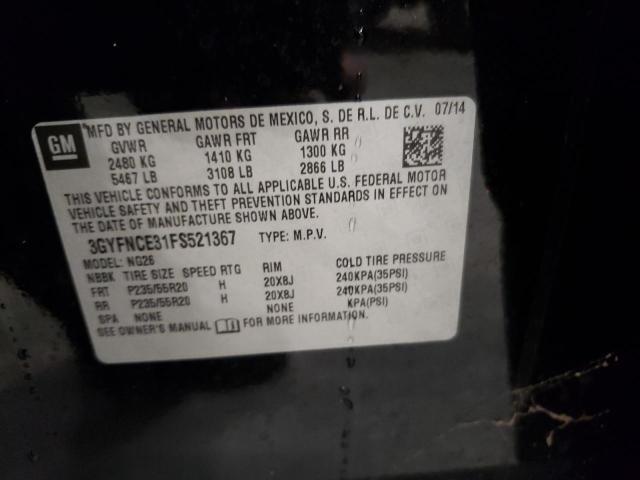 GM
MFD BY GENERAL MOTORS DE MEXICO, S. DE R.L. DE C.V. 07/14
GVWR GAWR FRT GAWR RR
2480 KG 1410 KG 1300 KG
5467 LB 3108 LB 2866 LB
THIS VEHICLE CONFORMS TO ALL APPLICABLE U.S. FEDERAL MOTOR
VEHICLE SAFETY AND THEFT PREVENTION STANDARDS IN EFFECT ON
THE DATE OF MANUFACTURE SHOWN ABOVE.
3GYFNCE31FS521367 TYPE: M.P.V.
MODEL: NG26
NBBK TIRE SIZE SPEED RTG RIM COLD TIRE PRESSURE
FRT P235/55R20 H 20X8J 240KPA(35PSI)
RR P235/55R20 H 20X8J 240KPA(35PSI)
SPA NONE NONE KPA(PSI)
SEE OWNER'S MANUAL FOR MORE INFORMATION.